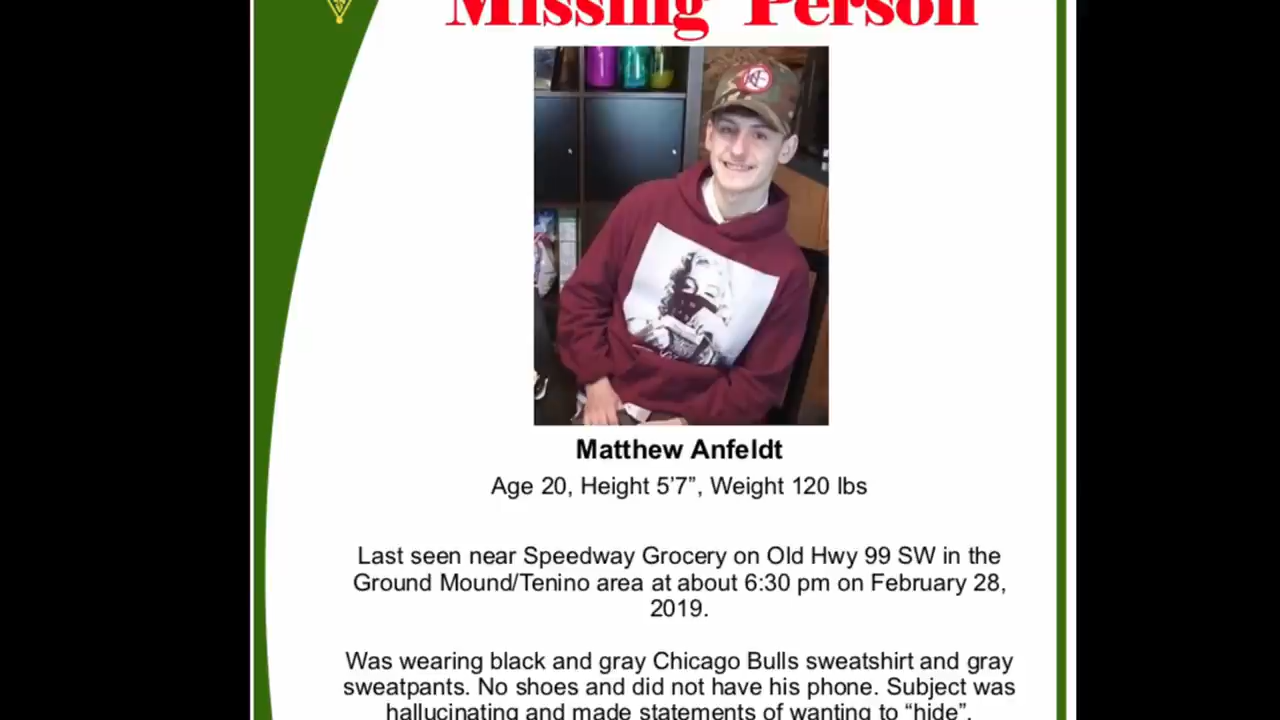 Missing Person
Matthew Anfeldt
Age 20, Height 5’7”, Weight 120 lbs
Last seen near Speedway Grocery on Old Hwy 99 SW in the
Ground Mound/Tenino area at about 6:30 pm on February 28,
2019.
Was wearing black and gray Chicago Bulls sweatshirt and gray
sweatpants. No shoes and did not have his phone. Subject was
hallucinating and made statements of wanting to “hide”.